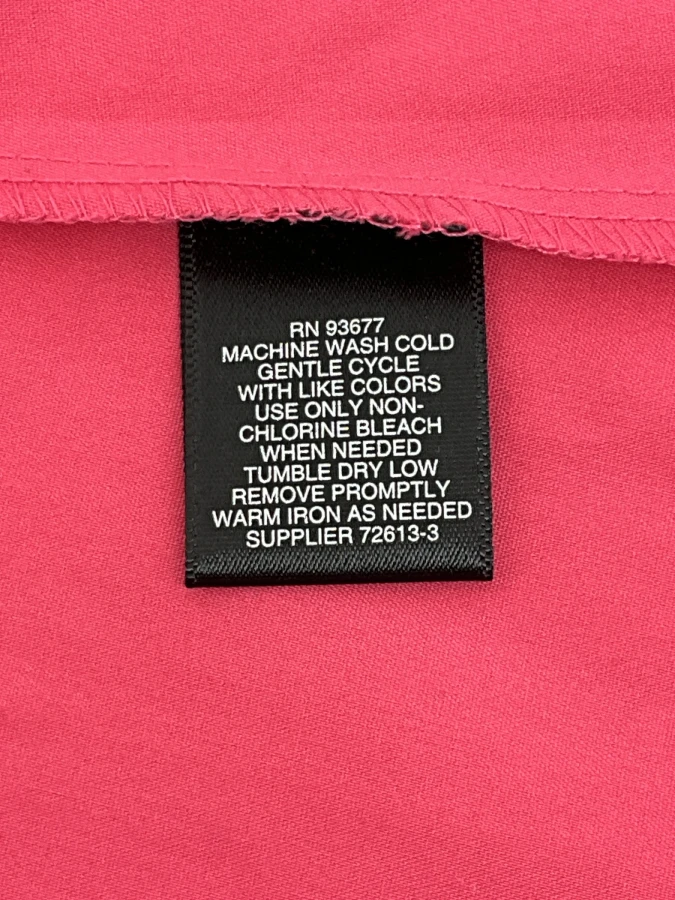 RN 93677
MACHINE WASH COLD
GENTLE CYCLE
WITH LIKE COLORS
USE ONLY NON-
CHLORINE BLEACH
WHEN NEEDED
TUMBLE DRY LOW
REMOVE PROMPTLY
WARM IRON AS NEEDED
SUPPLIER 72613-3